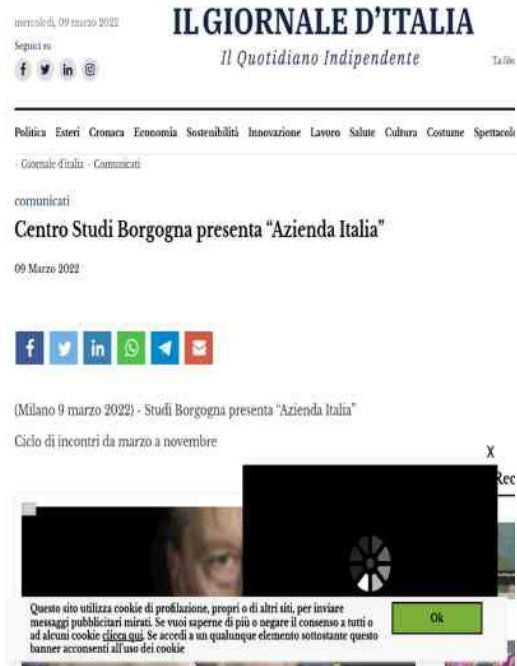 mercoledì, 09 marzo 2022
IL GIORNALE D'ITALIA
Seguici su
Il Quotidiano Indipendente
Politica Esteri Cronaca Economia Sostenibilità Innovazione Lavoro Salute Cultura Costume Spettacolo
- Giornale d'italia - Comunicati
comunicati
Centro Studi Borgogna presenta “Azienda Italia”
09 Marzo 2022
(Milano 9 marzo 2022) - Studi Borgogna presenta “Azienda Italia”
Ciclo di incontri da marzo a novembre
X
Rec
Questo sito utilizza cookie di profilazione, propri o di altri siti, per inviare
messaggi pubblicitari mirati. Se vuoi saperne di più o negare il consenso a tutti o
ad alcuni cookie clicca qui. Se accedi a un qualunque elemento sottostante questo
banner acconsenti all'uso dei cookie
Ok